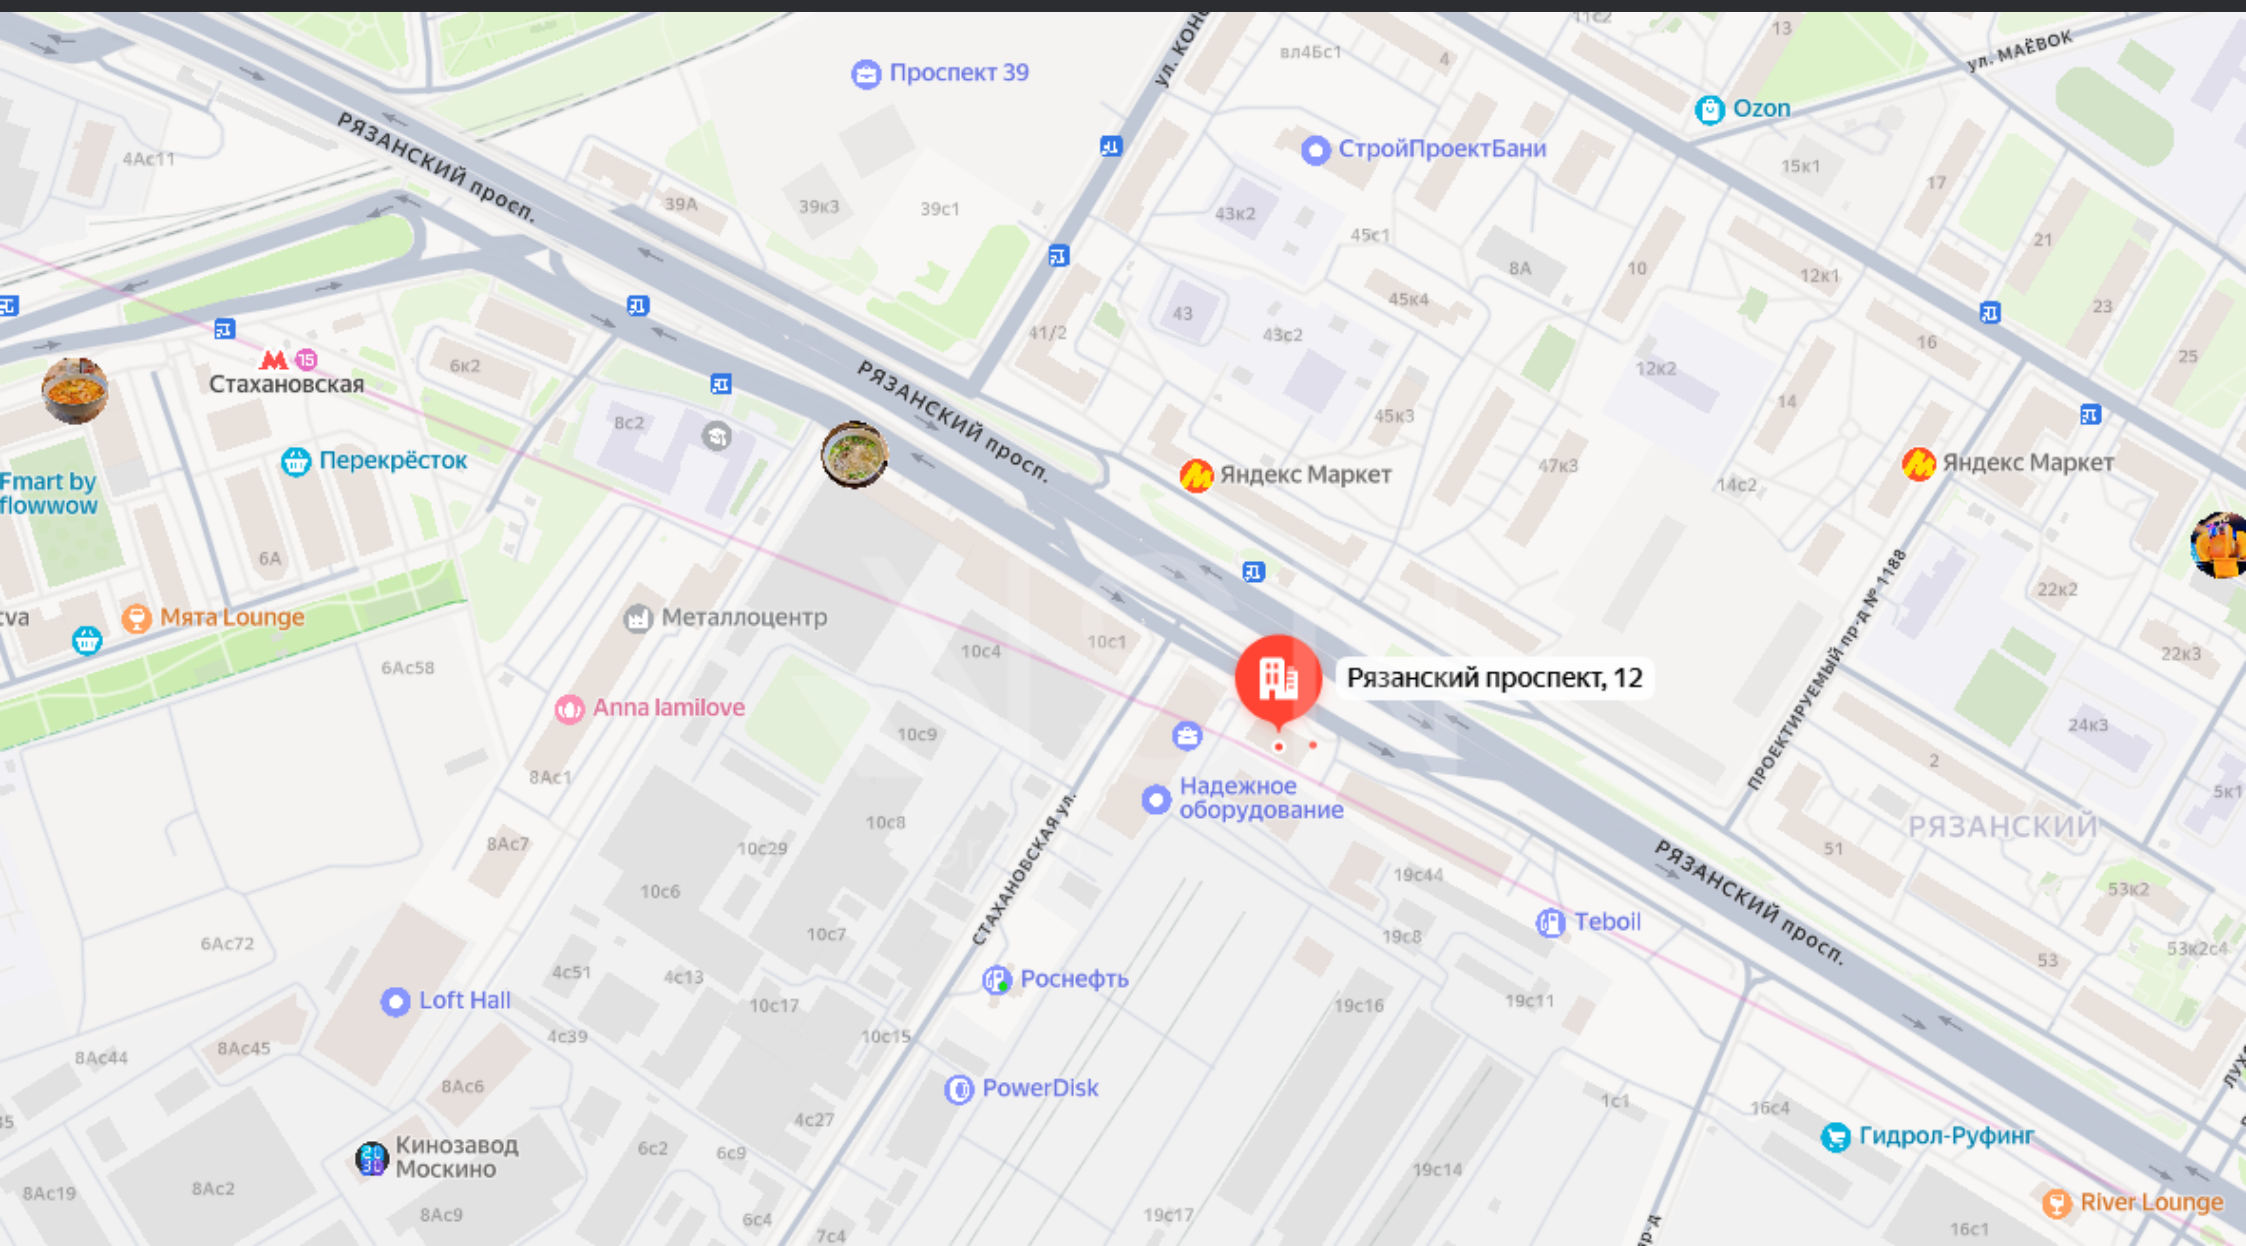 11с2
13
ул. МАЁВОК
вл4Бс1
4
Проспект 39
Ozon
РЯЗАНСКИЙ просп.
4Ас11
СтройПроектБани
15к1
17
39А
39к3
39с1
43к2
45с1
21
8А
10
12к1
45к4
43
43с2
41/2
23
16
25
15
Стахановская
6к2
12к2
14
8с2
45к3
РЯЗАНСКИЙ просп.
Перекрёсток
Яндекс Маркет
47к3
Яндекс Маркет
14с2
Fmart by
flowwow
6А
ПРОЕКТИРУЕМЫЙ пр-д № 1188
22к2
Мята Lounge
Металлоцентр
10с1
10с4
22к3
6Ас58
Рязанский проспект, 12
Anna Iamilove
10с9
24к3
2
8Ас1
Надежное
оборудование
5к1
10с8
РЯЗАНСКИЙ
8Ас7
10с29
51
СТАХАНОВСКАЯ ул.
10с6
19с44
53к2
РЯЗАНСКИЙ просп.
Teboil
6Ас72
10с7
19с8
53к2с4
53
4с51
4с13
Роснефть
Loft Hall
10с17
19с16
19с11
4с39
10с15
8Ас44
8Ас45
8Ас6
PowerDisk
1с1
16с4
4с27
Гидрол-Руфинг
Кинозавод
Москино
6с2
6с9
19с14
8Ас19
8Ас2
River Lounge
8Ас9
6с4
19с17
16с1
7с4